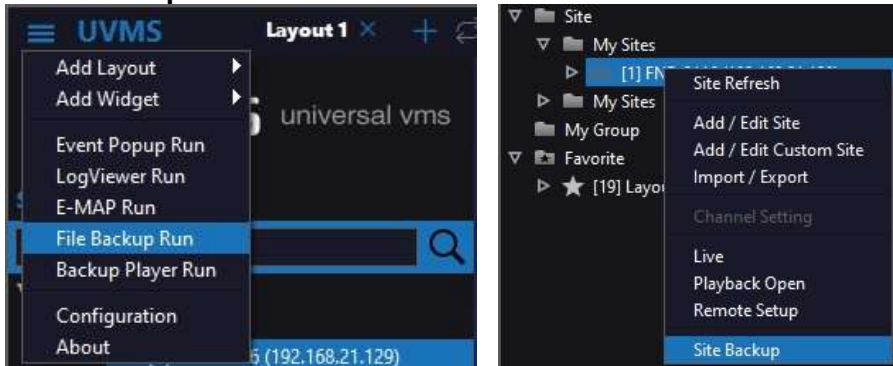 UVMS
Layout 1
Add Layout
Add Widget
universal vms
Event Popup Run
LogViewer Run
E-MAP Run
File Backup Run
Backup Player Run
Configuration
About
(192.168.21.129)
Site
My Sites
[1]
My Sites
My Group
Favorite
[19]
Site Refresh
Add / Edit Site
Add / Edit Custom Site
Import / Export
Channel Setting
Live
Playback Open
Remote Setup
Site Backup